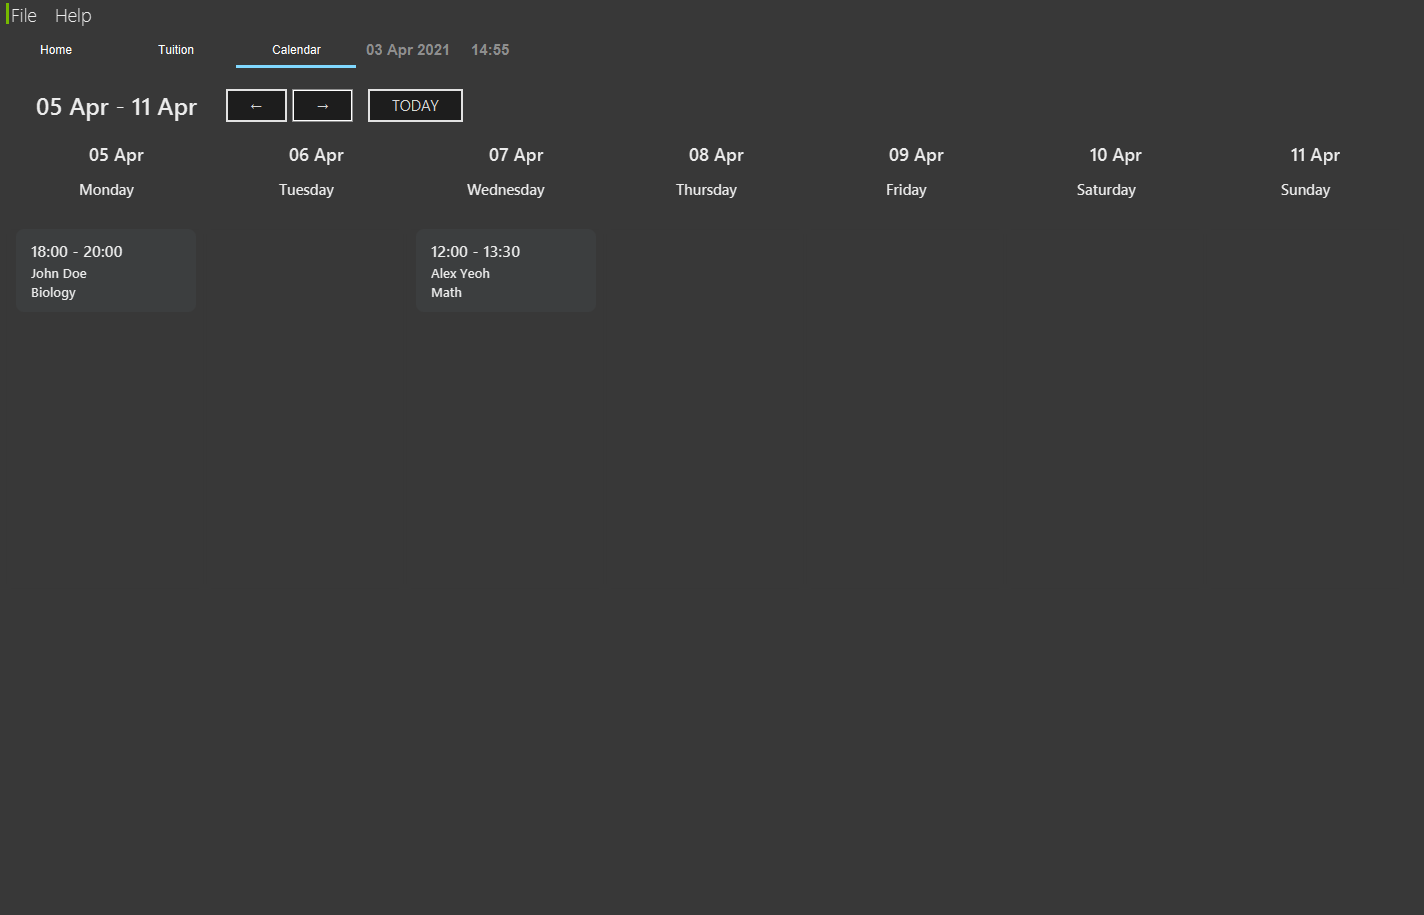 File Help
Home Tuition Calendar 03 Apr 2021 14:55
05 Apr - 11 Apr ← → TODAY
05 Apr 06 Apr 07 Apr 08 Apr 09 Apr 10 Apr 11 Apr
Monday Tuesday Wednesday Thursday Friday Saturday Sunday
18:00 - 20:00
John Doe
Biology
12:00 - 13:30
Alex Yeoh
Math